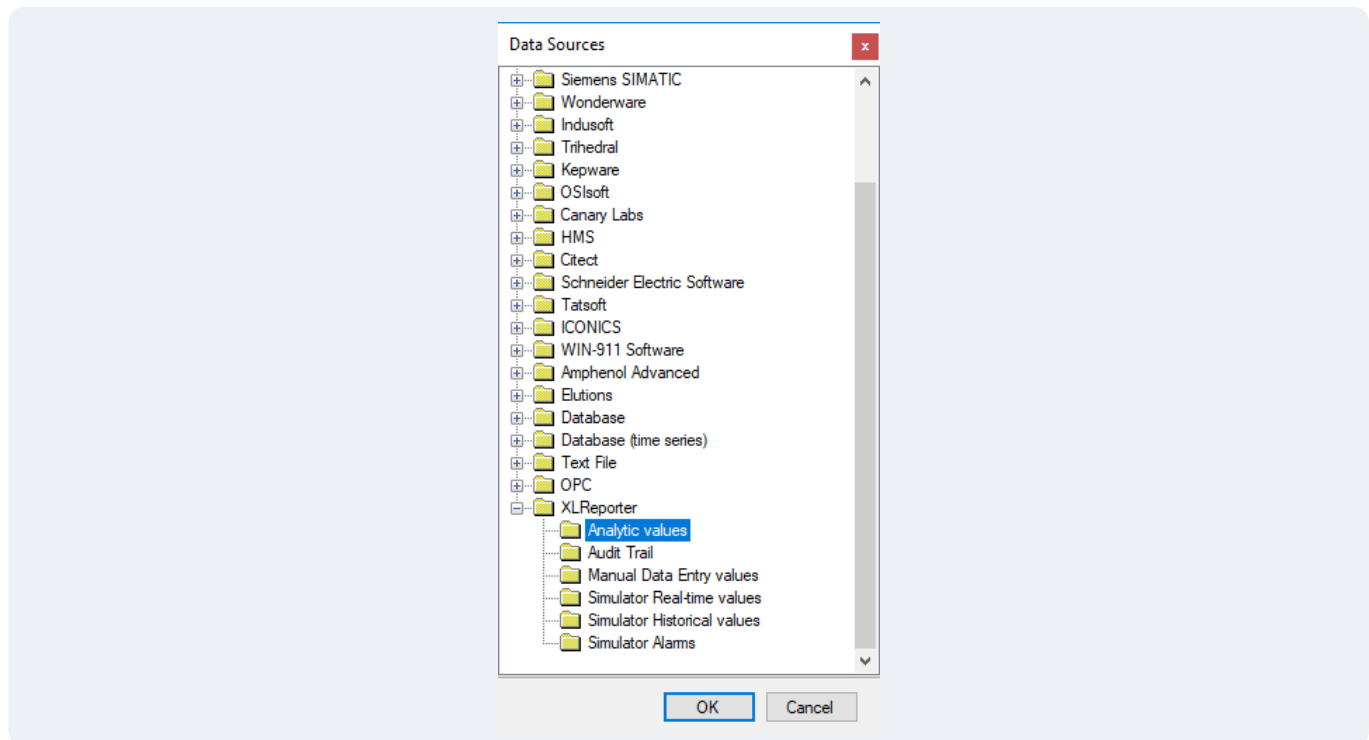 Data Sources
x
Siemens SIMATIC
Wonderware
Indusoft
Trihedral
Kepware
OSIsoft
Canary Labs
HMS
Citect
Schneider Electric Software
Tatsoft
ICONICS
WIN-911 Software
Amphenol Advanced
Elutions
Database
Database (time series)
Text File
OPC
XLReporter
Analytic values
Audit Trail
Manual Data Entry values
Simulator Real-time values
Simulator Historical values
Simulator Alarms
OK Cancel